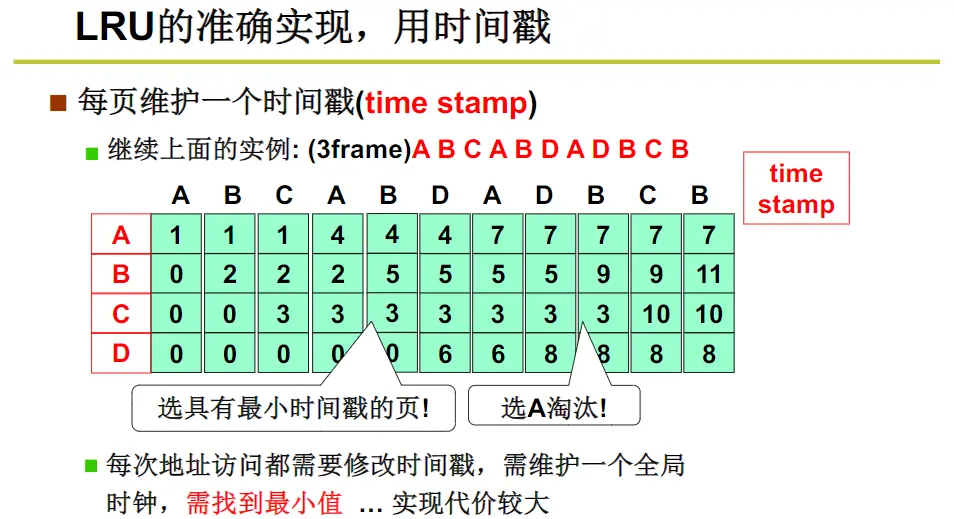 LRU的准确实现，用时间戳
每页维护一个时间戳(time stamp)
继续上面的实例: (3frame)A B C A B D A D B C B
time
stamp
A B C A B D A D B C B
A 1 1 1 4 4 4 7 7 7 7 7
B 0 2 2 2 5 5 5 5 9 9 11
C 0 0 3 3 3 3 3 3 3 10 10
D 0 0 0 0 0 6 6 8 8 8 8
选具有最小时间戳的页!
选A淘汰!
每次地址访问都需要修改时间戳，需维护一个全局
时钟，需找到最小值 … 实现代价较大